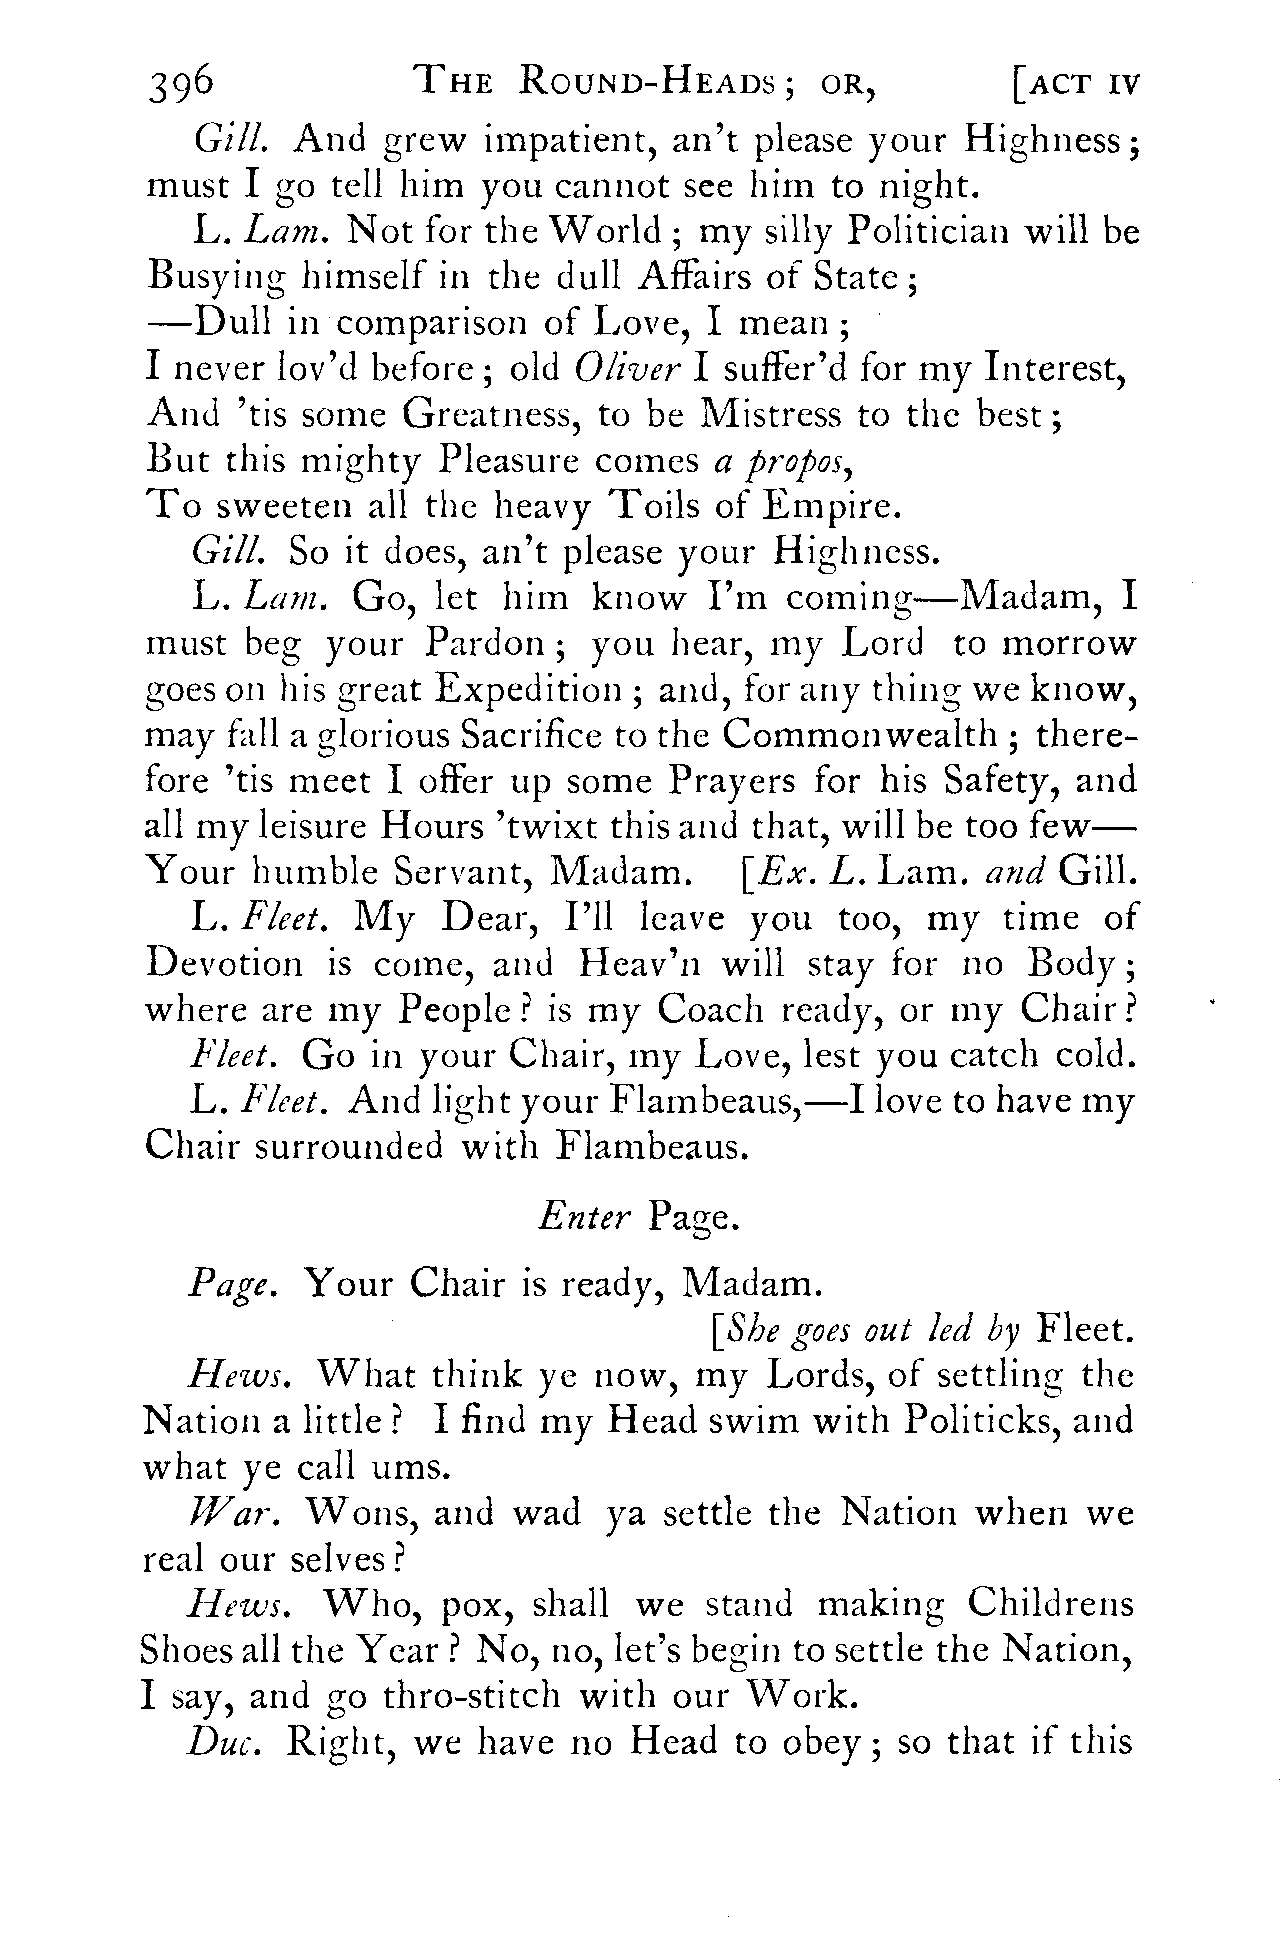 396 The Round-Heads; or, [act iv
Gill. And grew impatient, an't please your Highness;
must I go tell him you cannot see him to night.
L. Lam. Not for the World; my silly Politician will be
Busying himself in the dull Affairs of State;
—Dull in comparison of Love, I mean;
I never lov'd before; old Oliver I suffer'd for my Interest,
And 'tis some Greatness, to be Mistress to the best;
But this mighty Pleasure comes a propos,
To sweeten all the heavy Toils of Empire.
Gill. So it does, an't please your Highness.
L. Lam. Go, let him know I'm coming—Madam, I
must beg your Pardon; you hear, my Lord to morrow
goes on his great Expedition; and, for any thing we know,
may fall a glorious Sacrifice to the Commonwealth; there-
fore 'tis meet I offer up some Prayers for his Safety, and
all my leisure Hours 'twixt this and that, will be too few—
Your humble Servant, Madam. [Ex. L. Lam. and Gill.
L. Fleet. My Dear, I'll leave you too, my time of
Devotion is come, and Heav'n will stay for no Body;
where are my People? is my Coach ready, or my Chair?
Fleet. Go in your Chair, my Love, lest you catch cold.
L. Fleet. And light your Flambeaus,—I love to have my
Chair surrounded with Flambeaus.
Enter Page.
Page. Your Chair is ready, Madam.
[She goes out led by Fleet.
Hews. What think ye now, my Lords, of settling the
Nation a little? I find my Head swim with Politicks, and
what ye call ums.
War. Wons, and wad ya settle the Nation when we
real our selves?
Hews. Who, pox, shall we stand making Childrens
Shoes all the Year? No, no, let's begin to settle the Nation,
I say, and go thro-stitch with our Work.
Duc. Right, we have no Head to obey; so that if this